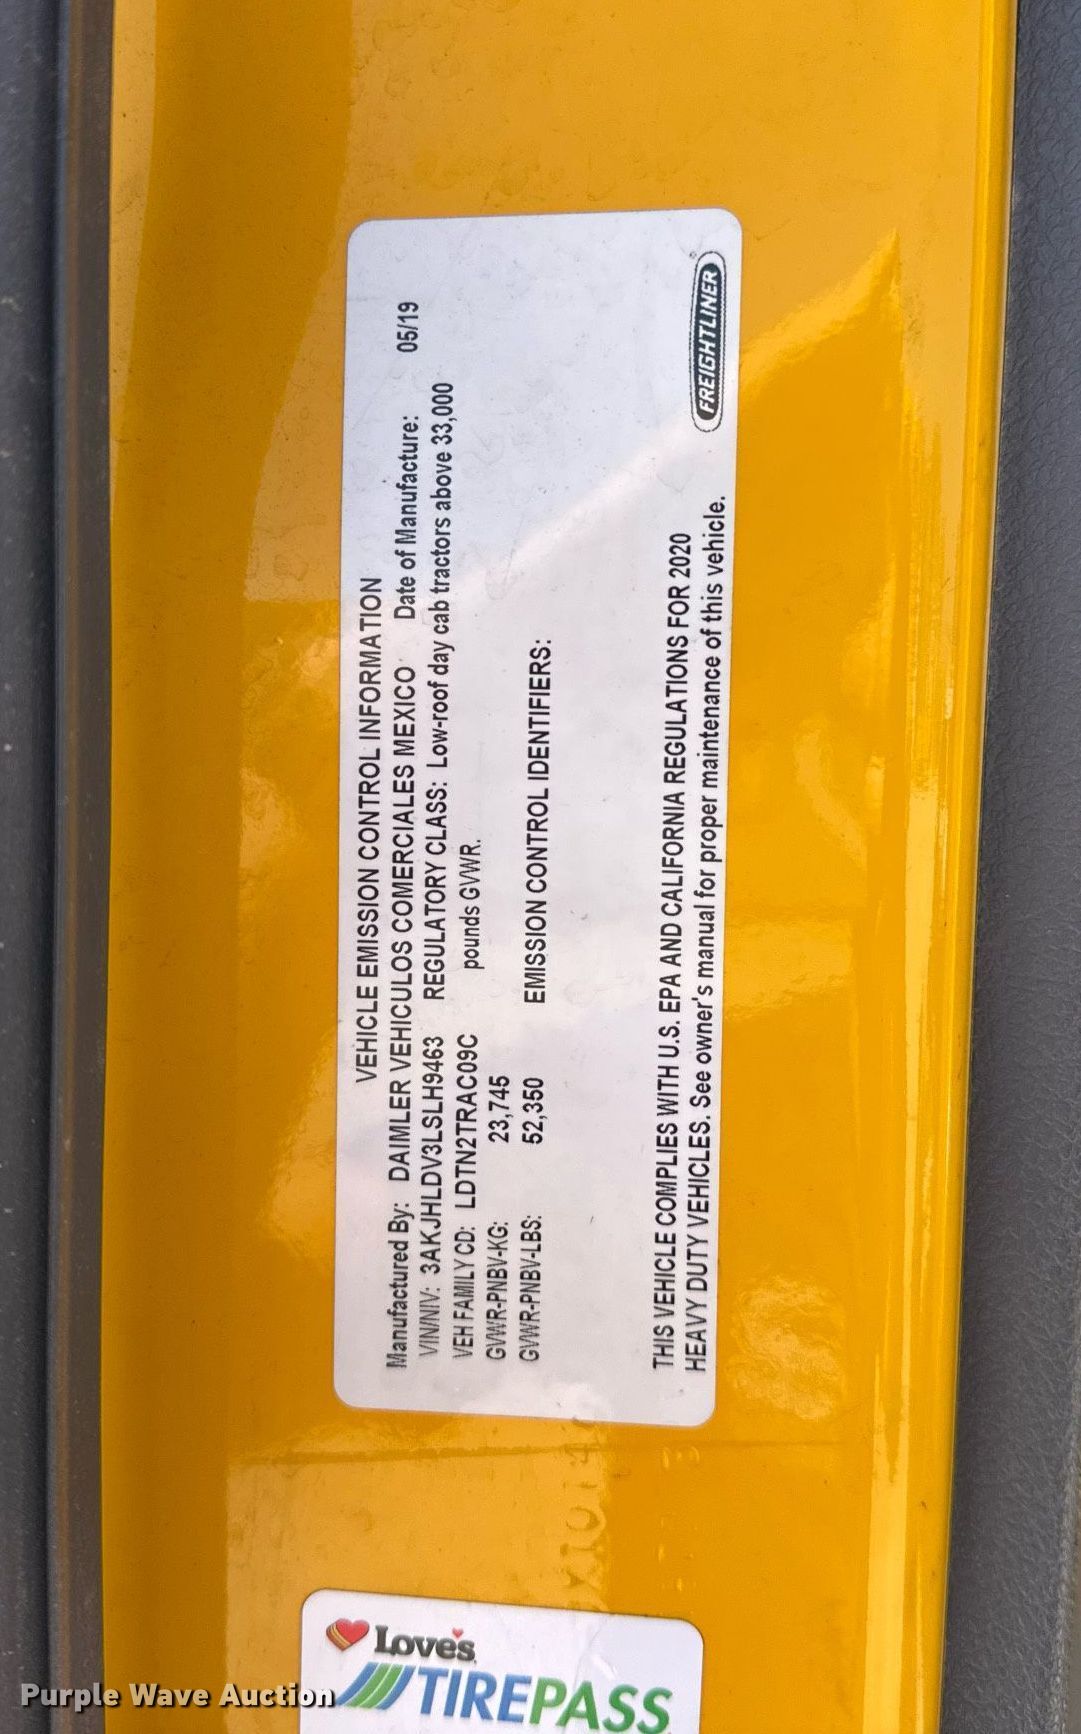 VEHICLE EMISSION CONTROL INFORMATION
Manufactured By: DAIMLER VEHICULOS COMERCIALES MEXICO Date of Manufacture: 05/19
VIN/NIV: 3AKJHLDV3LSLH9463 REGULATORY CLASS: Low-roof day cab tractors above 33,000
VEH FAMILY CD: LDTN2TRAC09C pounds GVWR.
GVWR-PNBV-KG: 23,745
GVWR-PNBV-LBS: 52,350 EMISSION CONTROL IDENTIFIERS:
THIS VEHICLE COMPLIES WITH U.S. EPA AND CALIFORNIA REGULATIONS FOR 2020
HEAVY DUTY VEHICLES. See owner's manual for proper maintenance of this vehicle.
FREIGHTLINER
Love's
TIREPASS
Purple Wave Auction